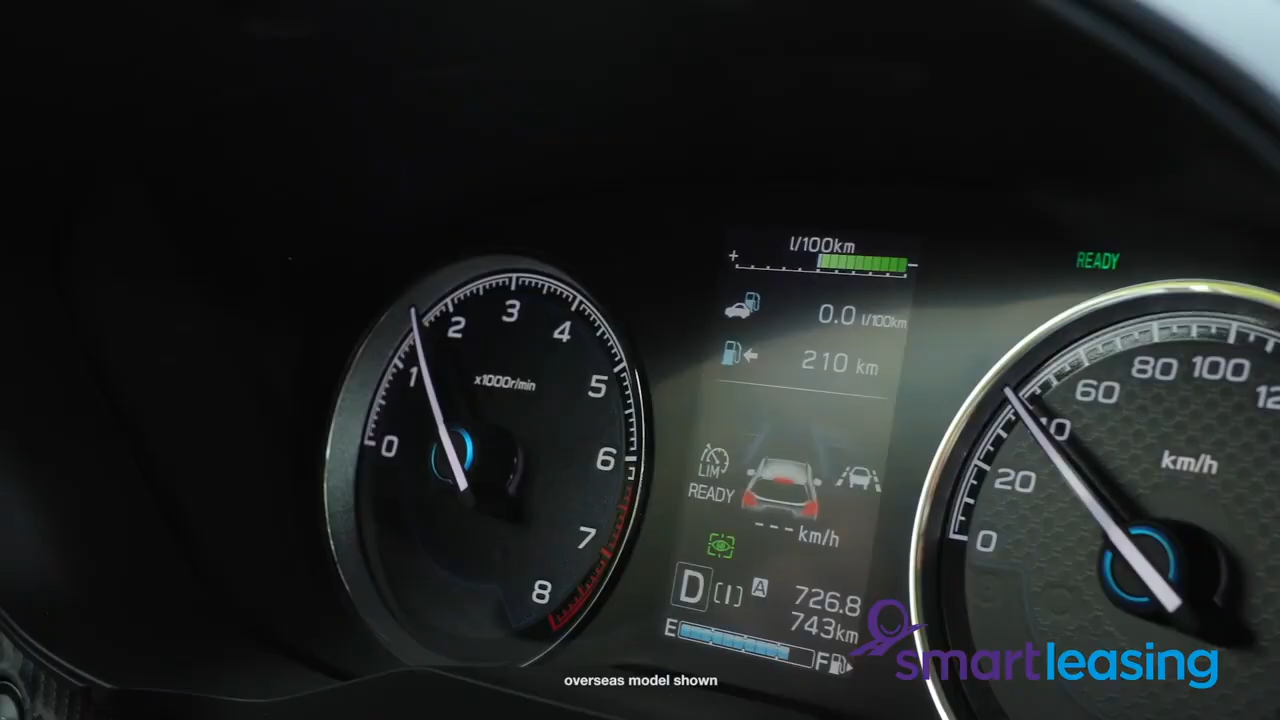 l/100km
+
−
0.0 l/100km
210 km
LIM
READY
--- km/h
D [I] A
726.8
743km
E
F
0
1
2
3
4
5
6
7
8
x1000r/min
READY
0
20
40
60
80
100
km/h
smartleasing
overseas model shown